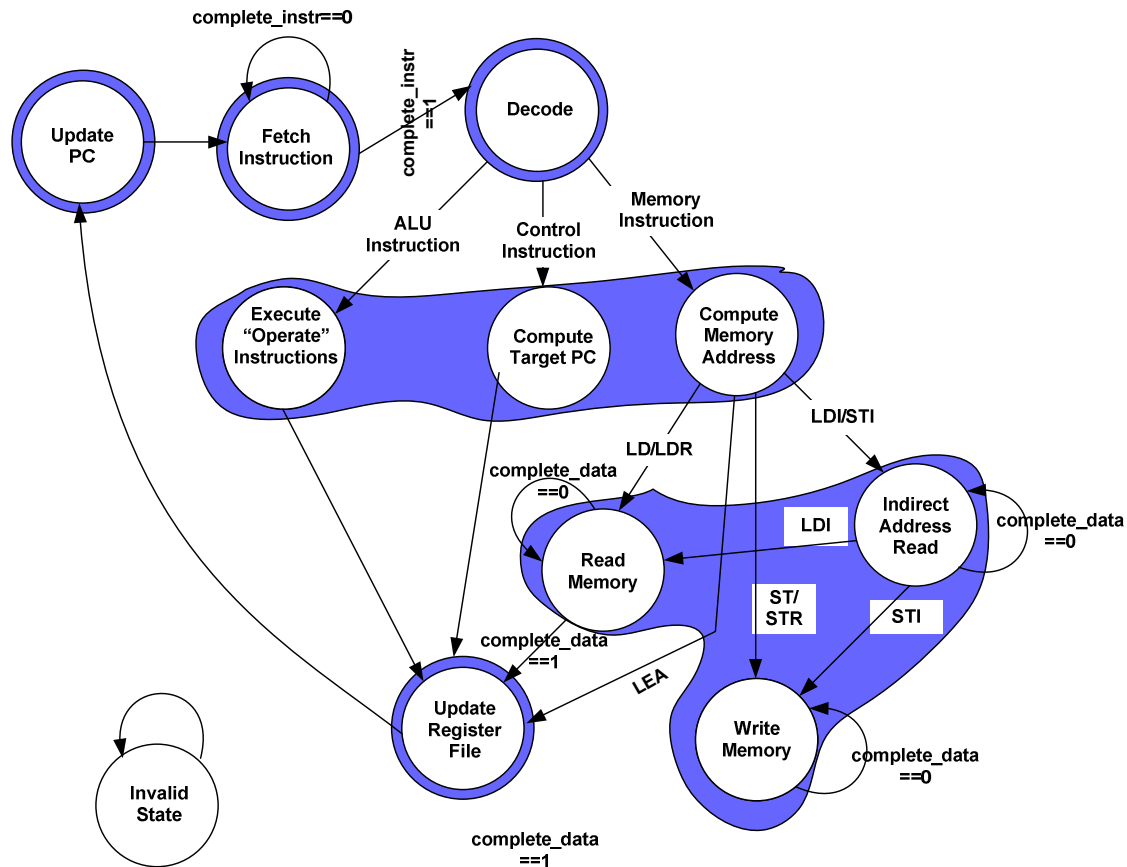 complete_instr==0
complete_instr
==1
Update
PC
Fetch
Instruction
Decode
ALU
Instruction
Control
Instruction
Memory
Instruction
Execute
“Operate”
Instructions
Compute
Target PC
Compute
Memory
Address
LDI/STI
LD/LDR
complete_data
==0
Indirect
Address
Read
complete_data
==0
LDI
Read
Memory
ST/
STR
STI
complete_data
==1
LEA
Update
Register
File
Write
Memory
complete_data
==0
Invalid
State
complete_data
==1